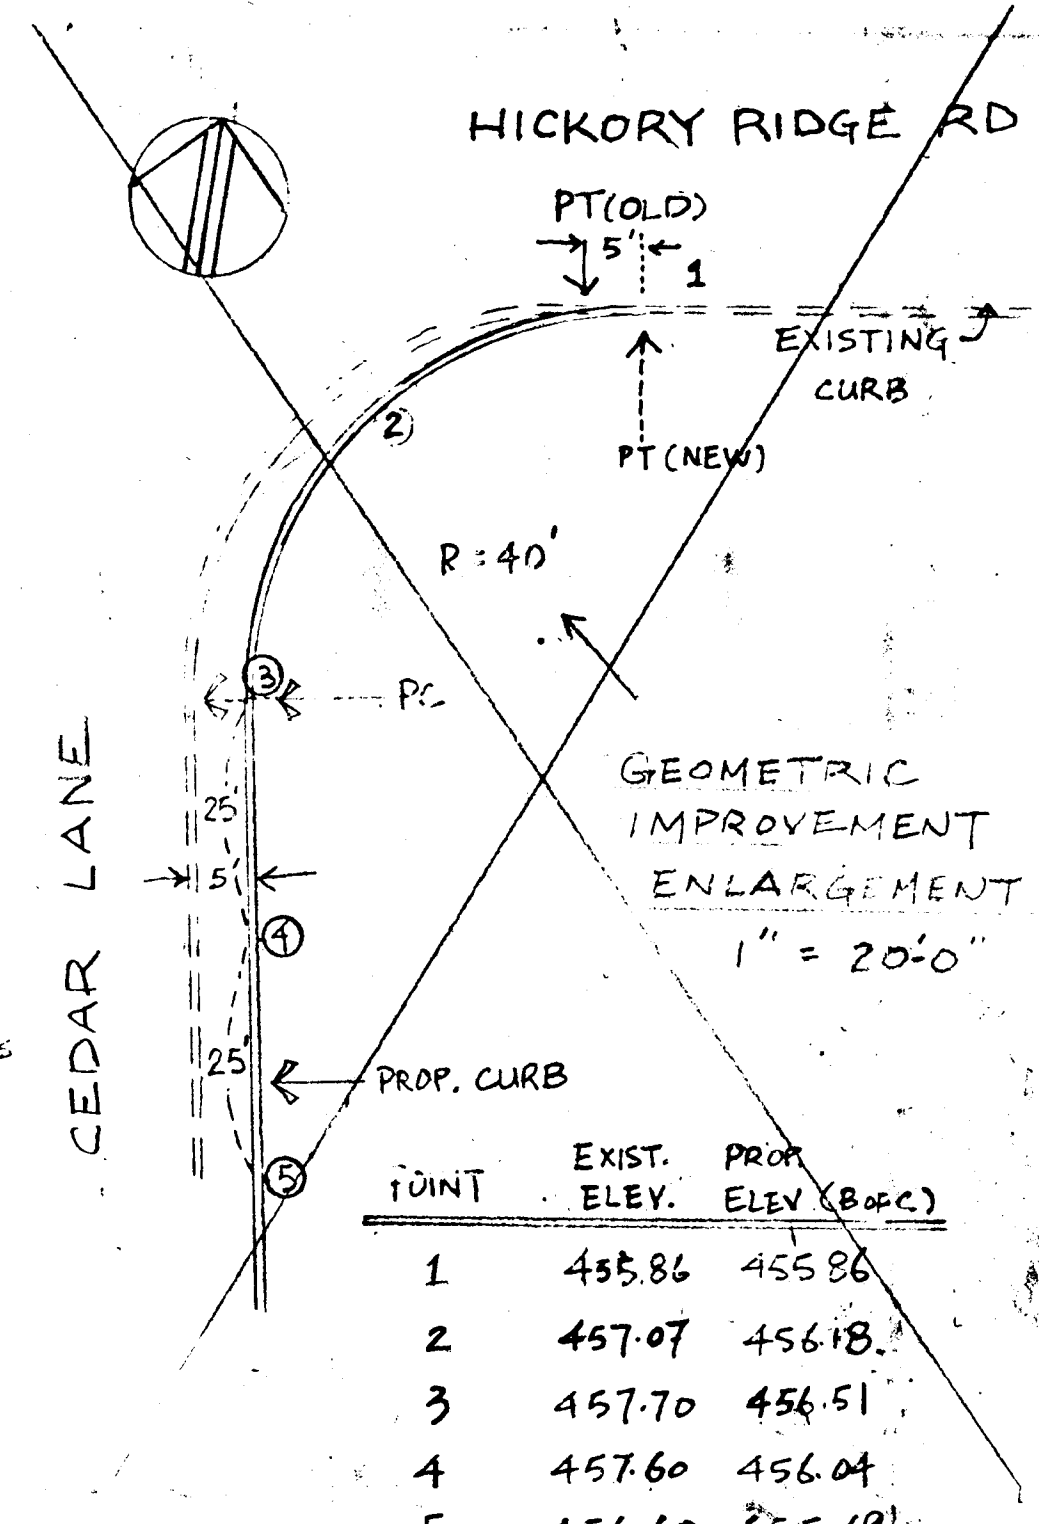 HICKORY RIDGE RD
PT(OLD)
5'
1
EXISTING
CURB
2
PT (NEW)
R = 40'
3
PC
CEDAR LANE
25'
5'
4
25'
PROP. CURB
5
GEOMETRIC
IMPROVEMENT
ENLARGEMENT
1" = 20'-0"
POINT EXIST. ELEV. PROP. ELEV (B OF C)
1 455.86 455.86
2 457.07 456.18
3 457.70 456.51
4 457.60 456.04
5